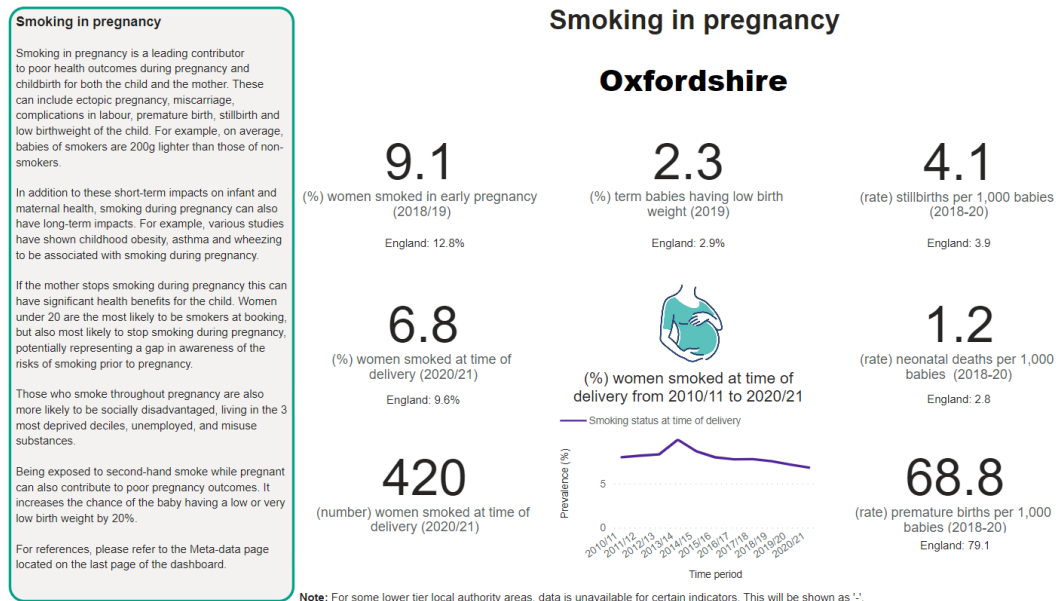 Smoking in pregnancy
Smoking in pregnancy is a leading contributor
to poor health outcomes during pregnancy and
childbirth for both the child and the mother. These
can include ectopic pregnancy, miscarriage,
complications in labour, premature birth, stillbirth and
low birthweight of the child. For example, on average,
babies of smokers are 200g lighter than those of non-
smokers.
In addition to these short-term impacts on infant and
maternal health, smoking during pregnancy can also
have long-term impacts. For example, various studies
have shown childhood obesity, asthma and wheezing
to be associated with smoking during pregnancy.
If the mother stops smoking during pregnancy this can
have significant health benefits for the child. Women
under 20 are the most likely to be smokers at booking,
but also most likely to stop smoking during pregnancy,
potentially representing a gap in awareness of the
risks of smoking prior to pregnancy.
Those who smoke throughout pregnancy are also
more likely to be socially disadvantaged, living in the 3
most deprived deciles, unemployed, and misuse
substances.
Being exposed to second-hand smoke while pregnant
can also contribute to poor pregnancy outcomes. It
increases the chance of the baby having a low or very
low birth weight by 20%.
For references, please refer to the Meta-data page
located on the last page of the dashboard.
Smoking in pregnancy
Oxfordshire
9.1
(%) women smoked in early pregnancy
(2018/19)
England: 12.8%
2.3
(%) term babies having low birth
weight (2019)
England: 2.9%
4.1
(rate) stillbirths per 1,000 babies
(2018-20)
England: 3.9
6.8
(%) women smoked at time of
delivery (2020/21)
England: 9.6%
(%) women smoked at time of
delivery from 2010/11 to 2020/21
Smoking status at time of delivery
Prevalence (%)
5
0
2010/11
2011/12
2012/13
2013/14
2014/15
2015/16
2016/17
2017/18
2018/19
2019/20
2020/21
Time period
1.2
(rate) neonatal deaths per 1,000
babies (2018-20)
England: 2.8
420
(number) women smoked at time of
delivery (2020/21)
68.8
(rate) premature births per 1,000
babies (2018-20)
England: 79.1
Note: For some lower tier local authority areas, data is unavailable for certain indicators. This will be shown as '-'.